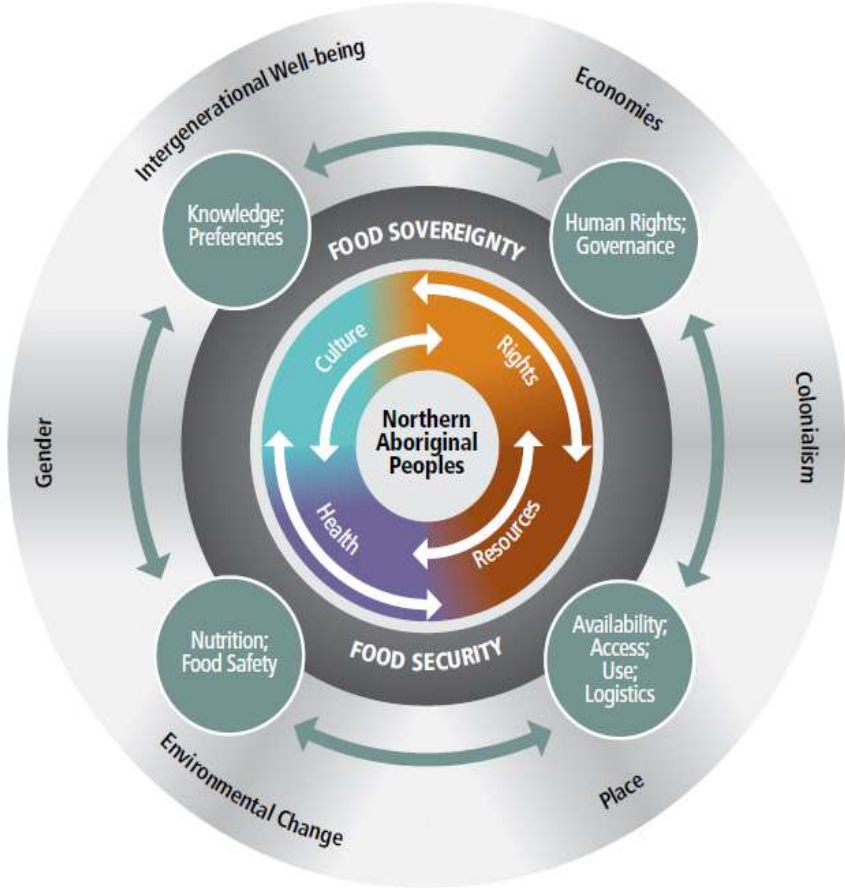 Intergenerational Well-being
Economies
Knowledge;
Preferences
Human Rights;
Governance
FOOD SOVEREIGNTY
Culture
Rights
Northern
Aboriginal
Peoples
Gender
Colonialism
Health
Resources
FOOD SECURITY
Nutrition;
Food Safety
Availability;
Access;
Use;
Logistics
Environmental Change
Place